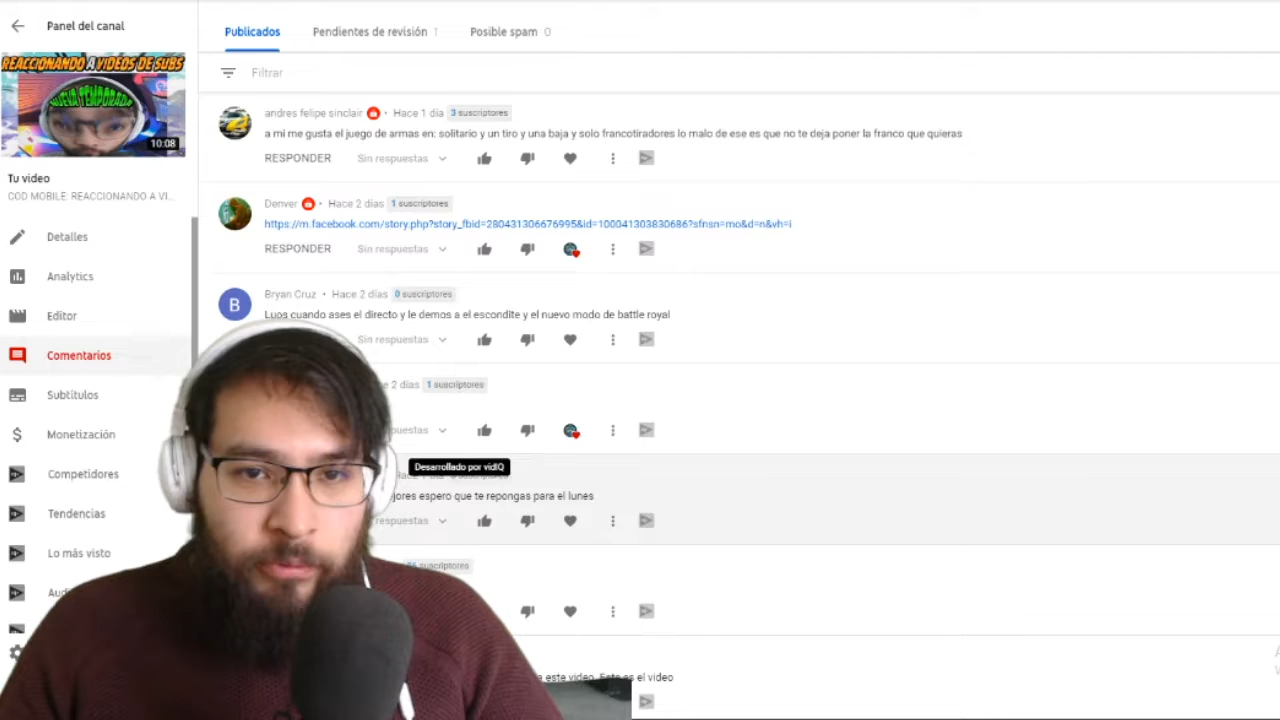 Panel del canal
REACCIONANDO A VIDEOS DE SUBS
NUEVA TEMPORADA
10:08
Tu video
COD MOBILE: REACCIONANDO A VI...
Detalles
Analytics
Editor
Comentarios
Subtítulos
Monetización
Competidores
Tendencias
Lo más visto
Publicados
Pendientes de revisión 1
Posible spam 0
Filtrar
andres felipe sinclair • Hace 1 día 3 suscriptores
a mi me gusta el juego de armas en: solitario y un tiro y una baja y solo francotiradores lo malo de ese es que no te deja poner la franco que quieras
RESPONDER Sin respuestas
Denver • Hace 2 días 1 suscriptores
https://m.facebook.com/story.php?story_fbid=280431306676995&id=100041303830686?sfnsn=mo&d=n&vh=i
RESPONDER Sin respuestas
B
Bryan Cruz • Hace 2 días 0 suscriptores
Luos cuando ases el directo y le demos a el escondite y el nuevo modo de battle royal
Sin respuestas
2 días 1 suscriptores
Desarrollado por vidIQ
espero que te repongas para el lunes
respuestas
suscriptores
este video. Este es el video